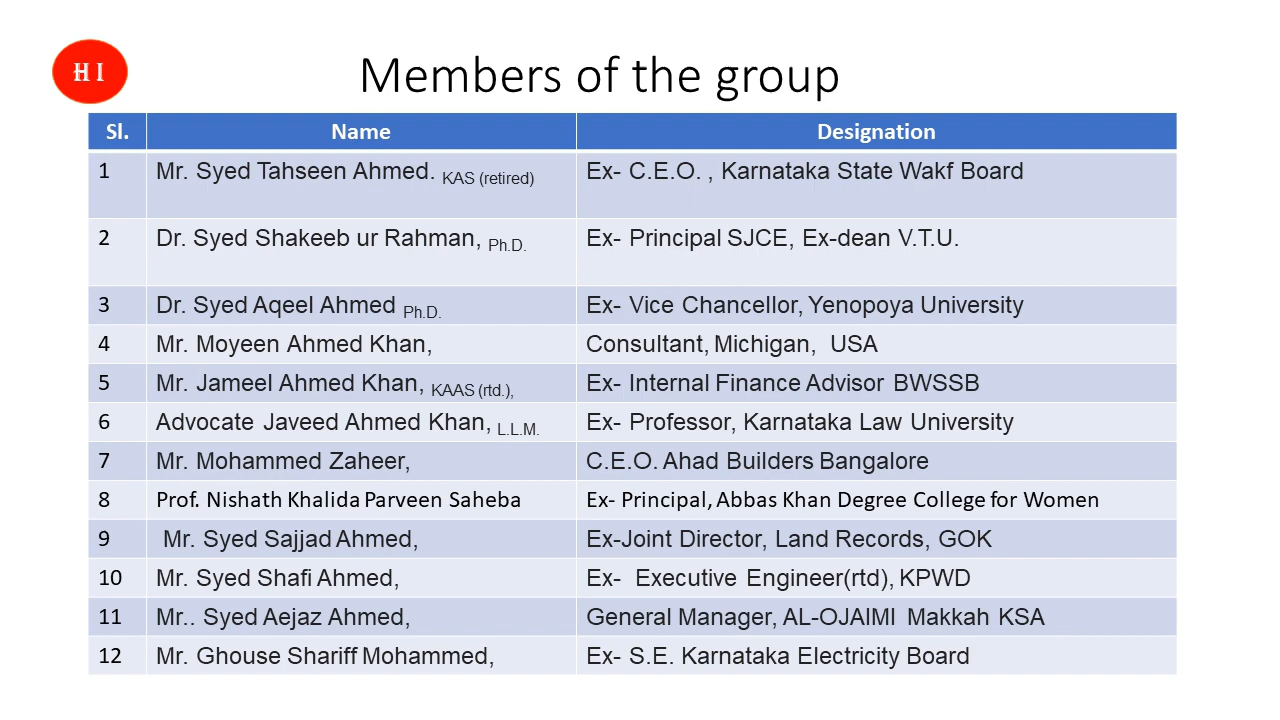 H I
Members of the group
Sl. Name Designation
1 Mr. Syed Tahseen Ahmed. KAS (retired) Ex- C.E.O. , Karnataka State Wakf Board
2 Dr. Syed Shakeeb ur Rahman, Ph.D. Ex- Principal SJCE, Ex-dean V.T.U.
3 Dr. Syed Aqeel Ahmed Ph.D. Ex- Vice Chancellor, Yenopoya University
4 Mr. Moyeen Ahmed Khan, Consultant, Michigan, USA
5 Mr. Jameel Ahmed Khan, KAAS (rtd.), Ex- Internal Finance Advisor BWSSB
6 Advocate Javeed Ahmed Khan, L.L.M. Ex- Professor, Karnataka Law University
7 Mr. Mohammed Zaheer, C.E.O. Ahad Builders Bangalore
8 Prof. Nishath Khalida Parveen Saheba Ex- Principal, Abbas Khan Degree College for Women
9 Mr. Syed Sajjad Ahmed, Ex-Joint Director, Land Records, GOK
10 Mr. Syed Shafi Ahmed, Ex- Executive Engineer(rtd), KPWD
11 Mr.. Syed Aejaz Ahmed, General Manager, AL-OJAIMI Makkah KSA
12 Mr. Ghouse Shariff Mohammed, Ex- S.E. Karnataka Electricity Board